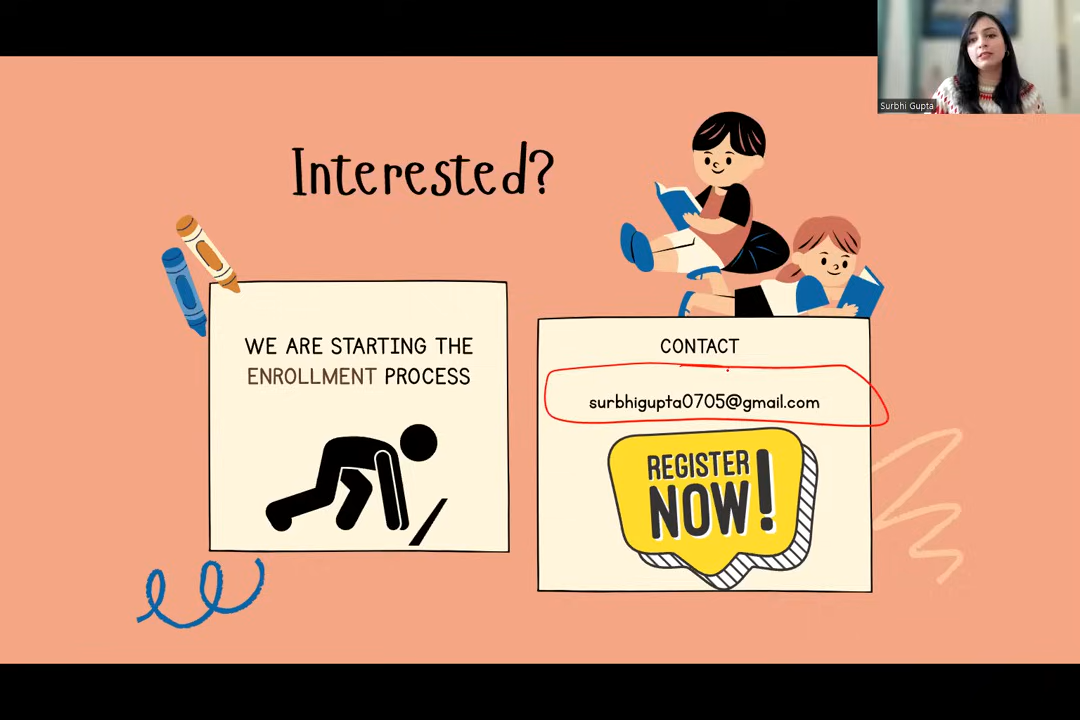 Surbhi Gupta
Interested?
WE ARE STARTING THE
ENROLLMENT PROCESS
CONTACT
surbhigupta0705@gmail.com
REGISTER
NOW!